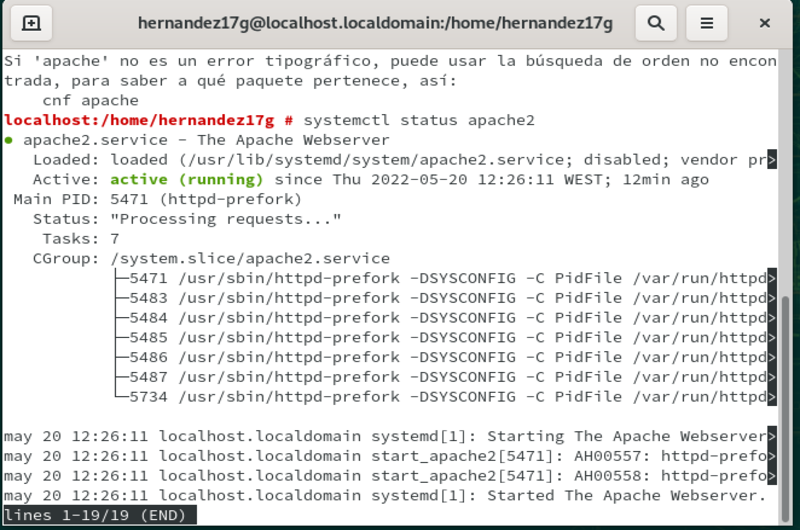 hernandez17g@localhost.localdomain:/home/hernandez17g
Si 'apache' no es un error tipográfico, puede usar la búsqueda de orden no encon
trada, para saber a qué paquete pertenece, así:
    cnf apache
localhost:/home/hernandez17g # systemctl status apache2
● apache2.service - The Apache Webserver
   Loaded: loaded (/usr/lib/systemd/system/apache2.service; disabled; vendor pr>
   Active: active (running) since Thu 2022-05-20 12:26:11 WEST; 12min ago
 Main PID: 5471 (httpd-prefork)
   Status: "Processing requests..."
    Tasks: 7
   CGroup: /system.slice/apache2.service
           ├─5471 /usr/sbin/httpd-prefork -DSYSCONFIG -C PidFile /var/run/httpd>
           ├─5483 /usr/sbin/httpd-prefork -DSYSCONFIG -C PidFile /var/run/httpd>
           ├─5484 /usr/sbin/httpd-prefork -DSYSCONFIG -C PidFile /var/run/httpd>
           ├─5485 /usr/sbin/httpd-prefork -DSYSCONFIG -C PidFile /var/run/httpd>
           ├─5486 /usr/sbin/httpd-prefork -DSYSCONFIG -C PidFile /var/run/httpd>
           ├─5487 /usr/sbin/httpd-prefork -DSYSCONFIG -C PidFile /var/run/httpd>
           └─5734 /usr/sbin/httpd-prefork -DSYSCONFIG -C PidFile /var/run/httpd>
may 20 12:26:11 localhost.localdomain systemd[1]: Starting The Apache Webserver>
may 20 12:26:11 localhost.localdomain start_apache2[5471]: AH00557: httpd-prefo>
may 20 12:26:11 localhost.localdomain start_apache2[5471]: AH00558: httpd-prefo>
may 20 12:26:11 localhost.localdomain systemd[1]: Started The Apache Webserver.
lines 1-19/19 (END)